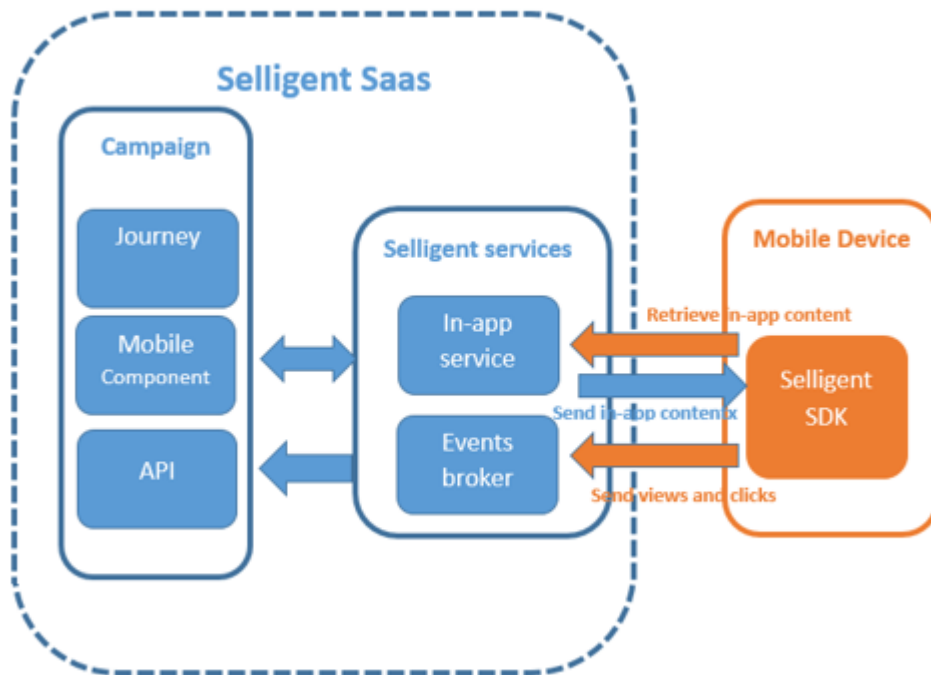 Selligent Saas
Campaign
Journey
Mobile
Component
API
Selligent services
In-app
service
Events
broker
Mobile Device
Retrieve in-app content
Send in-app contentx
Send views and clicks
Selligent
SDK